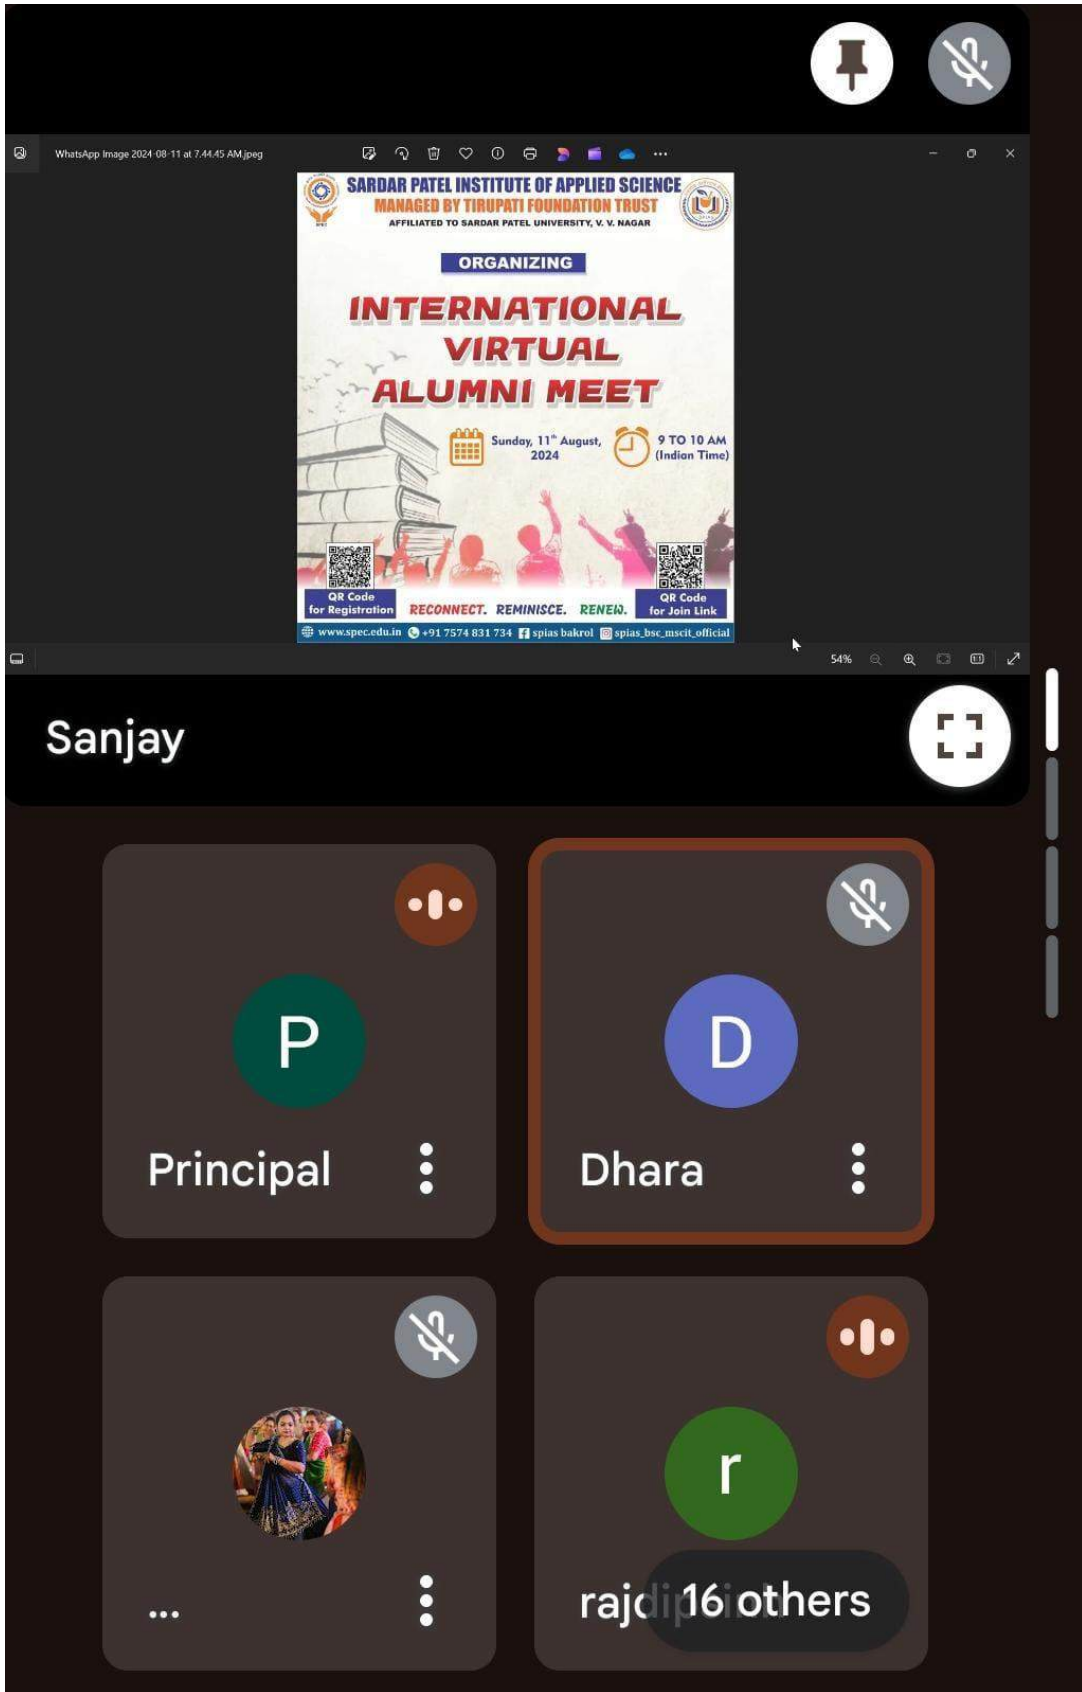 WhatsApp Image 2024-08-11 at 7.44.45 AM.jpeg
SARDAR PATEL INSTITUTE OF APPLIED SCIENCE
MANAGED BY TIRUPATI FOUNDATION TRUST
AFFILIATED TO SARDAR PATEL UNIVERSITY, V. V. NAGAR
ORGANIZING
INTERNATIONAL
VIRTUAL
ALUMNI MEET
Sunday, 11th August,
2024
9 TO 10 AM
(Indian Time)
QR Code
for Registration
RECONNECT. REMINISCE. RENEW.
QR Code
for Join Link
www.spec.edu.in +91 7574 831 734 spias bakrol spias_bsc_mscit_official
54%
Sanjay
P
Principal
D
Dhara
...
r
rajdipsinh
16 others